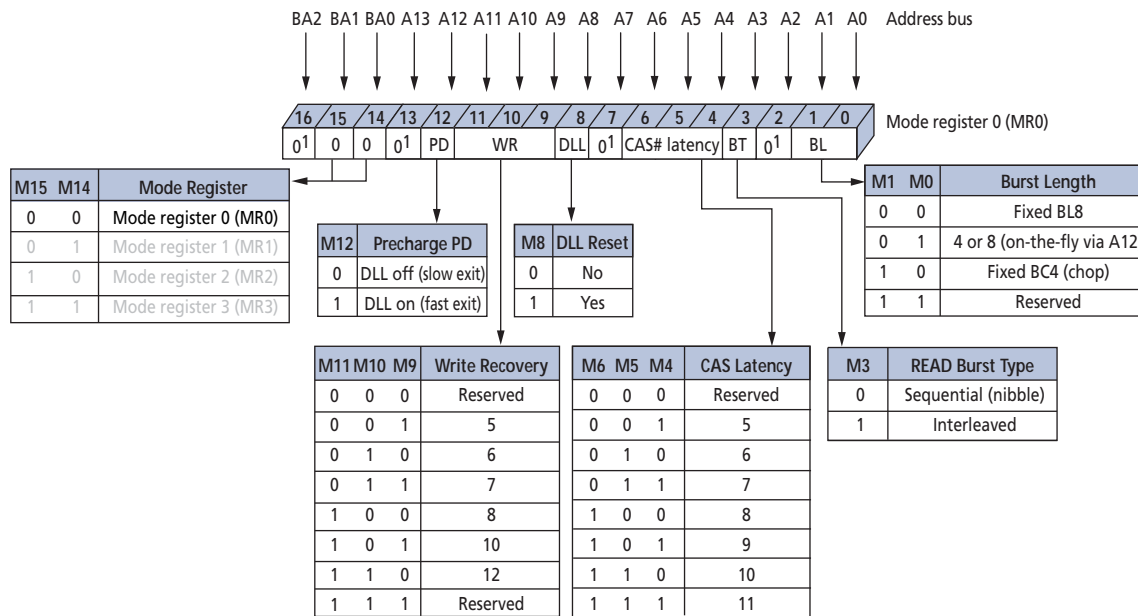 BA2 BA1 BA0 A13 A12 A11 A10 A9 A8 A7 A6 A5 A4 A3 A2 A1 A0 Address bus
16 15 14 13 12 11 10 9 8 7 6 5 4 3 2 1 0
Mode register 0 (MR0)
0¹ 0 0 0¹ PD WR DLL 0¹ CAS# latency BT 0¹ BL
M15 M14 Mode Register
0 0 Mode register 0 (MR0)
0 1 Mode register 1 (MR1)
1 0 Mode register 2 (MR2)
1 1 Mode register 3 (MR3)
M12 Precharge PD
0 DLL off (slow exit)
1 DLL on (fast exit)
M8 DLL Reset
0 No
1 Yes
M1 M0 Burst Length
0 0 Fixed BL8
0 1 4 or 8 (on-the-fly via A12
1 0 Fixed BC4 (chop)
1 1 Reserved
M11 M10 M9 Write Recovery
0 0 0 Reserved
0 0 1 5
0 1 0 6
0 1 1 7
1 0 0 8
1 0 1 10
1 1 0 12
1 1 1 Reserved
M6 M5 M4 CAS Latency
0 0 0 Reserved
0 0 1 5
0 1 0 6
0 1 1 7
1 0 0 8
1 0 1 9
1 1 0 10
1 1 1 11
M3 READ Burst Type
0 Sequential (nibble)
1 Interleaved